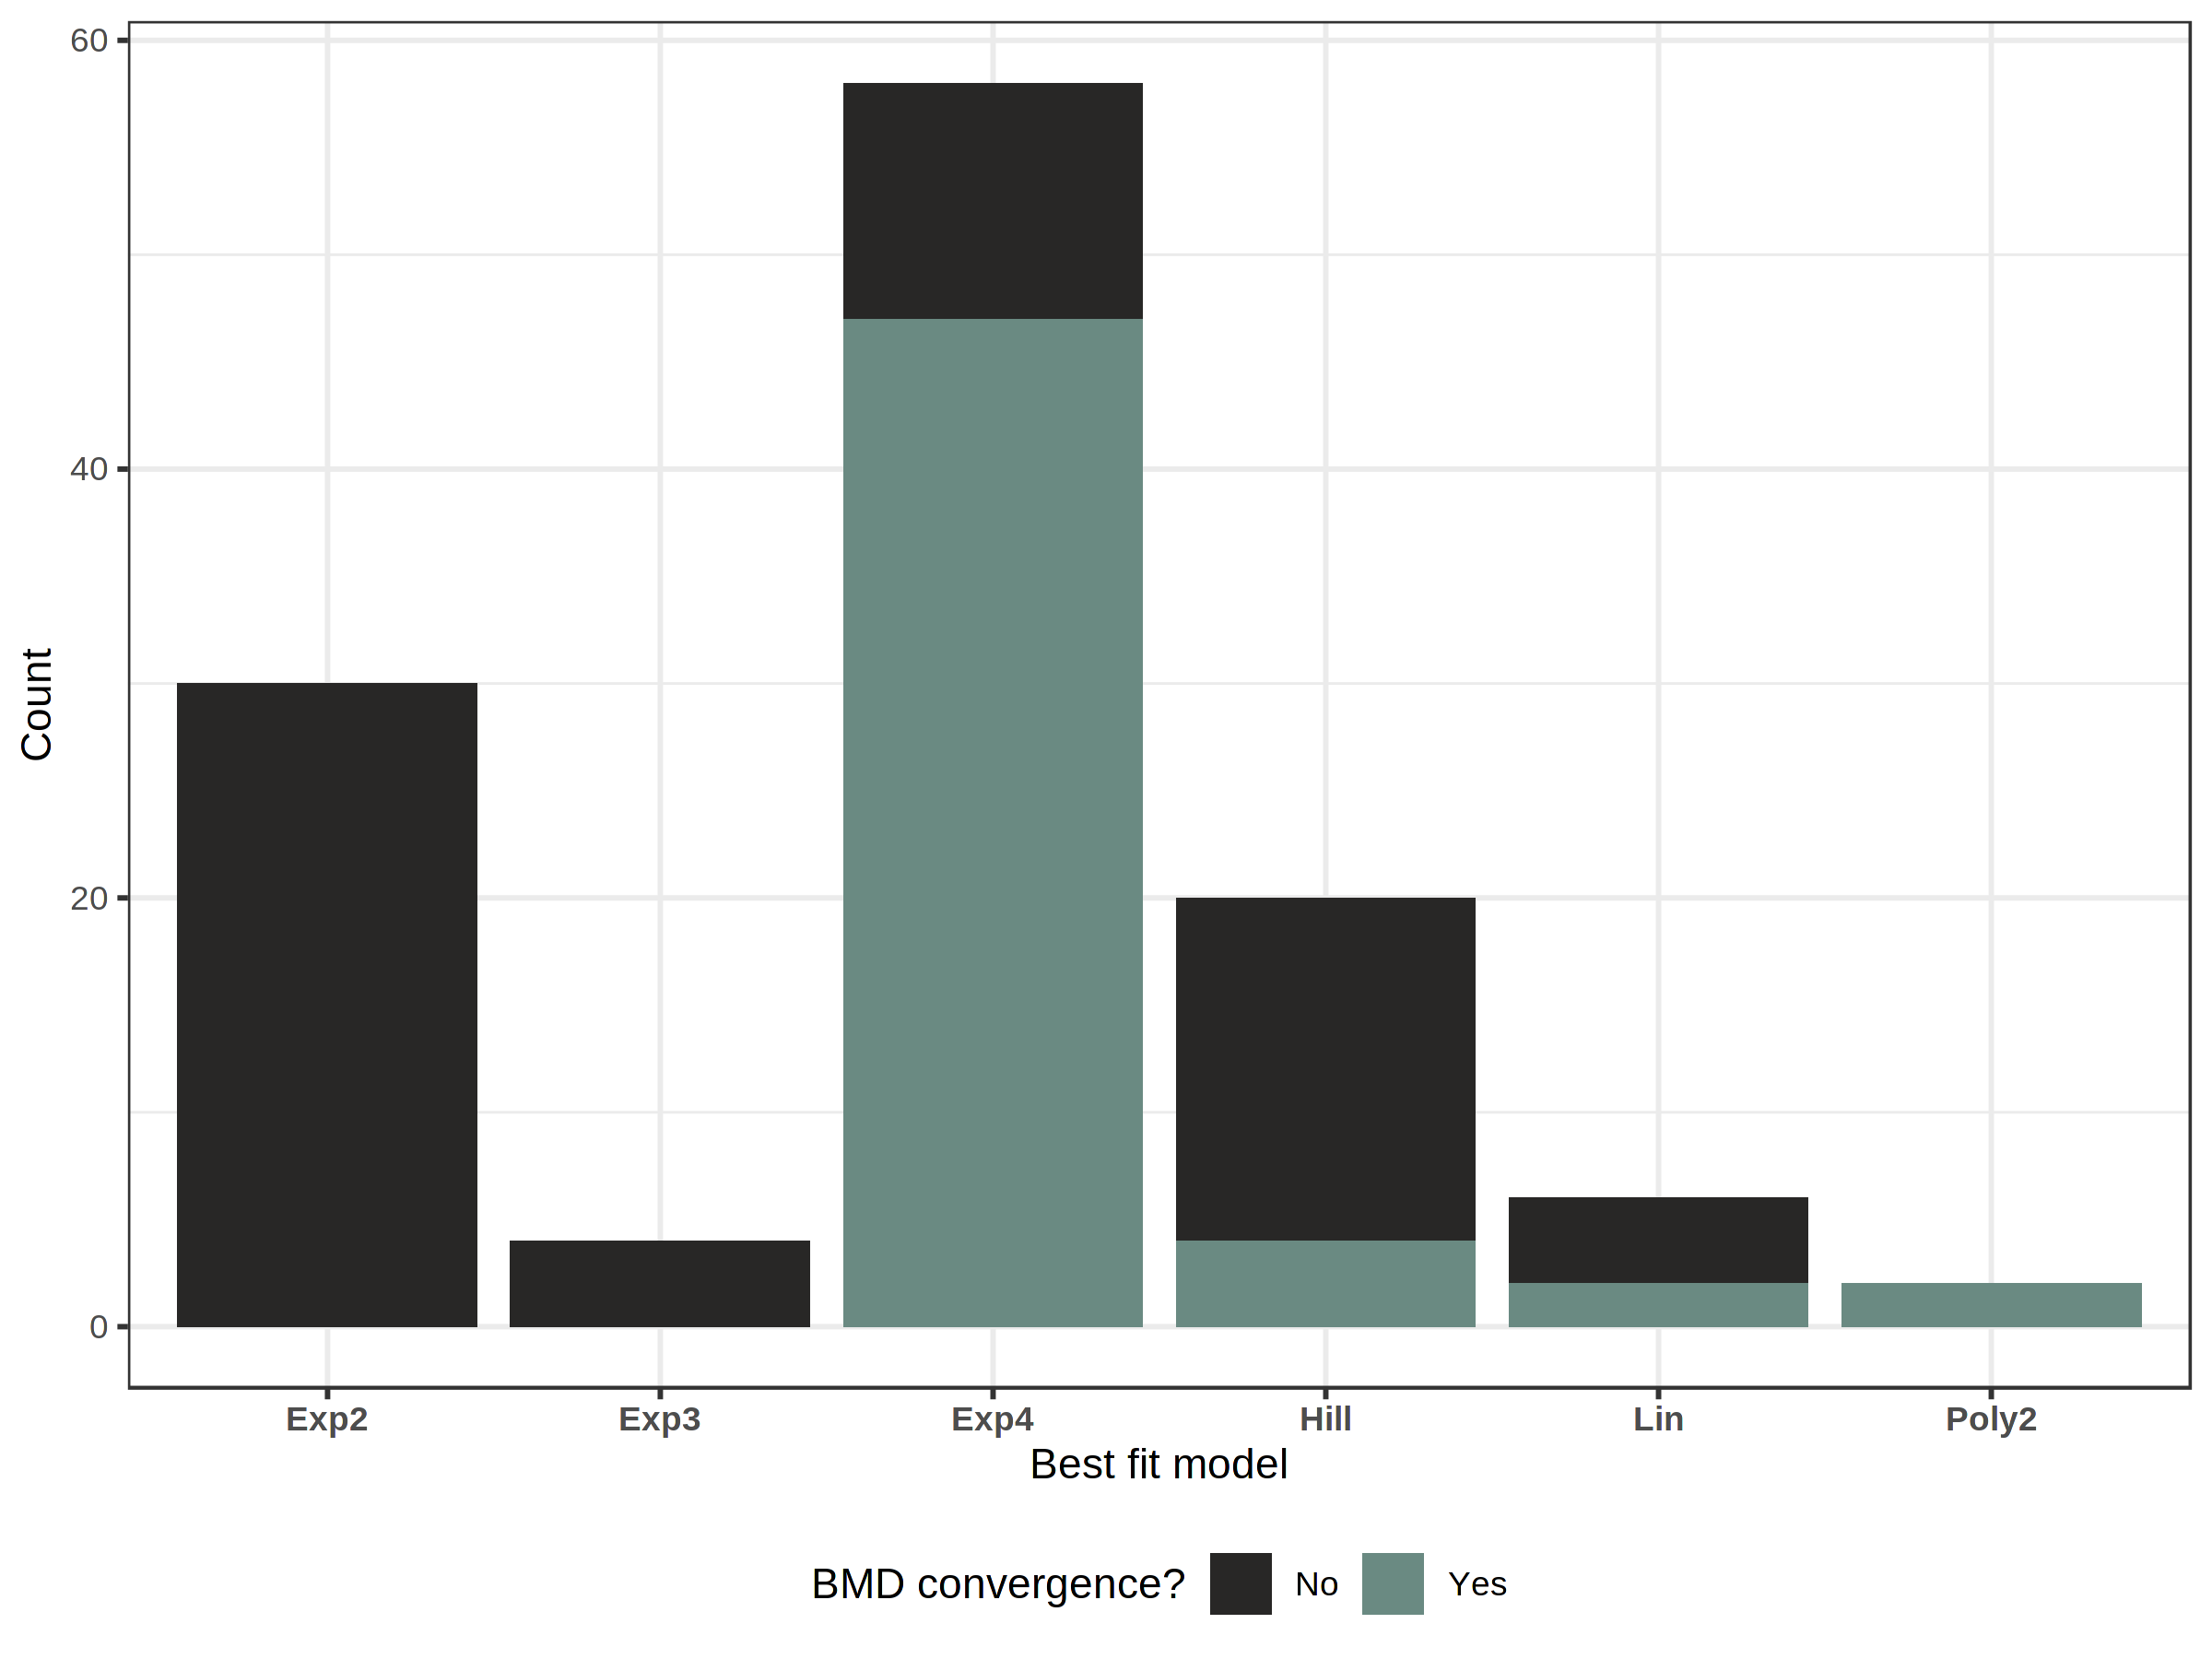 60
40
20
0
Count
Exp2 Exp3 Exp4 Hill Lin Poly2
Best fit model
BMD convergence? No Yes